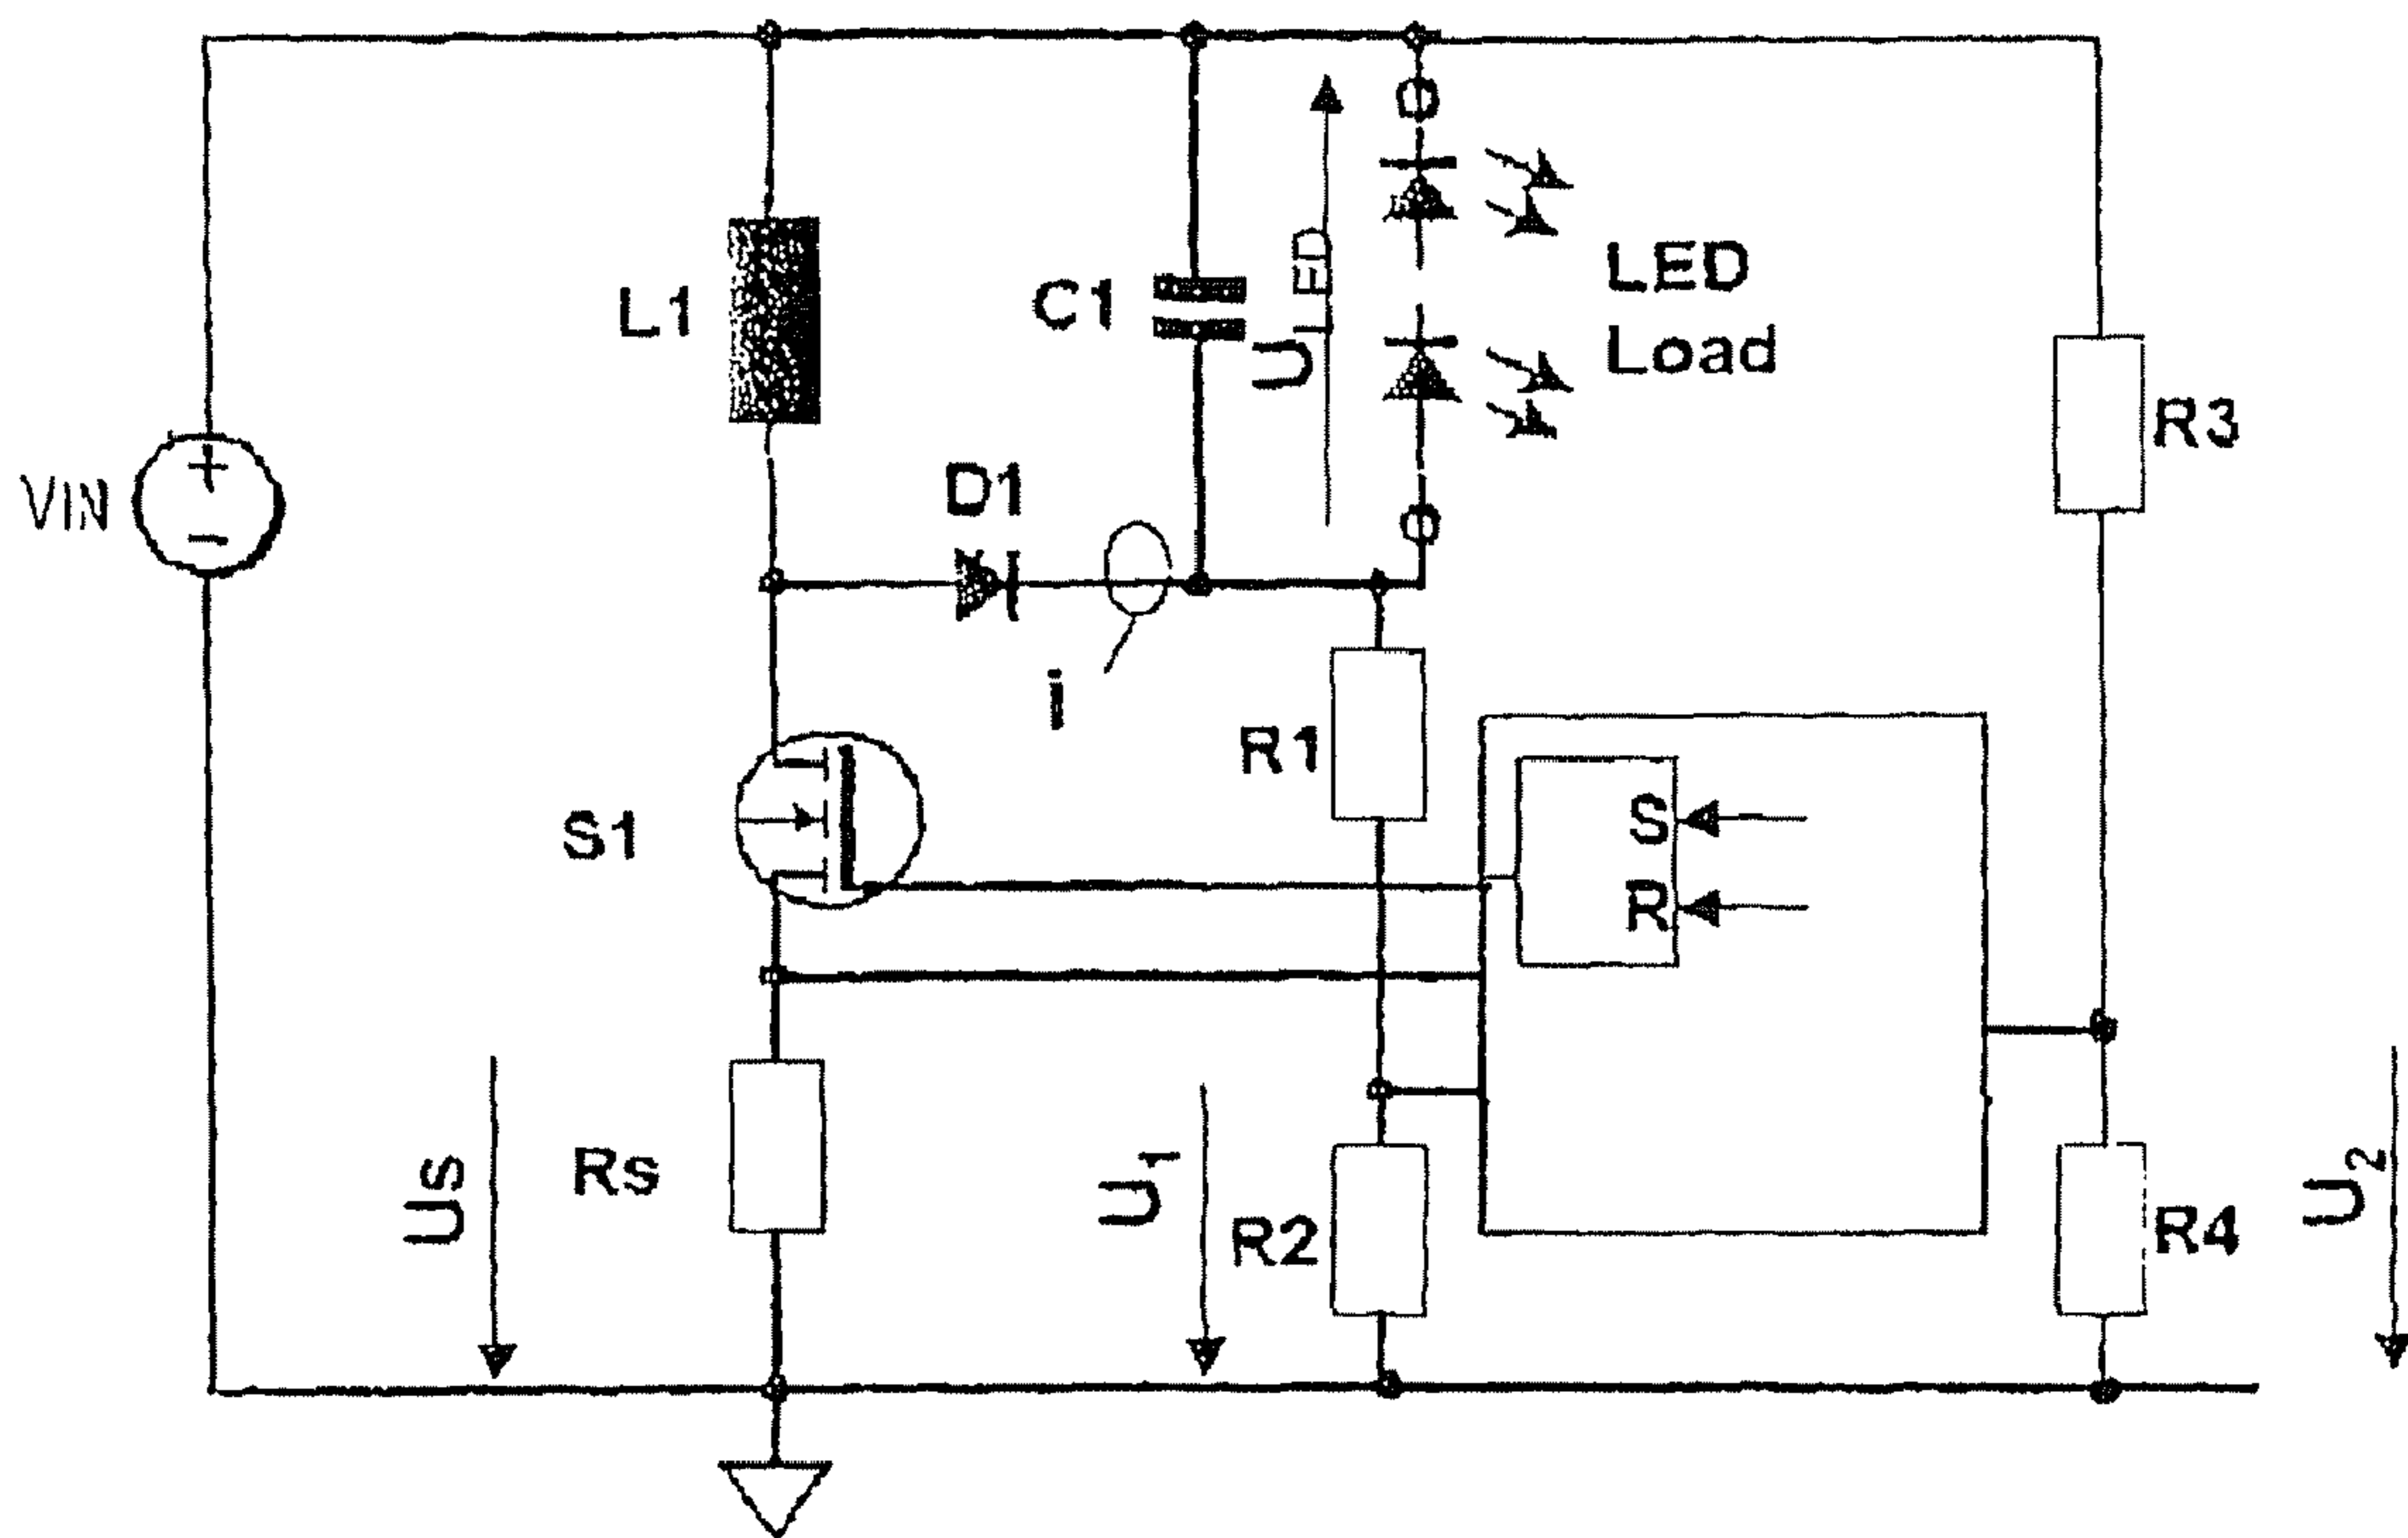 VIN
+
-
L1
C1
ULED
LED
Load
R3
D1
i
S1
R1
S
R
Us
Rs
U1
R2
R4
U2